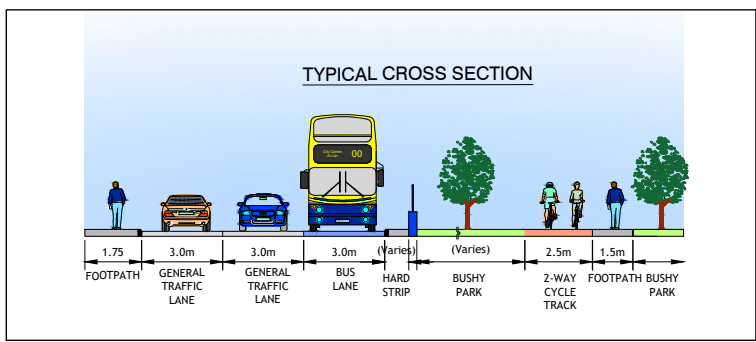 TYPICAL CROSS SECTION
City Centre
00
1.75
3.0m
3.0m
3.0m
(Varies)
(Varies)
2.5m
1.5m
FOOTPATH
GENERAL
TRAFFIC
LANE
GENERAL
TRAFFIC
LANE
BUS
LANE
HARD
STRIP
BUSHY
PARK
2-WAY
CYCLE
TRACK
FOOTPATH
BUSHY
PARK